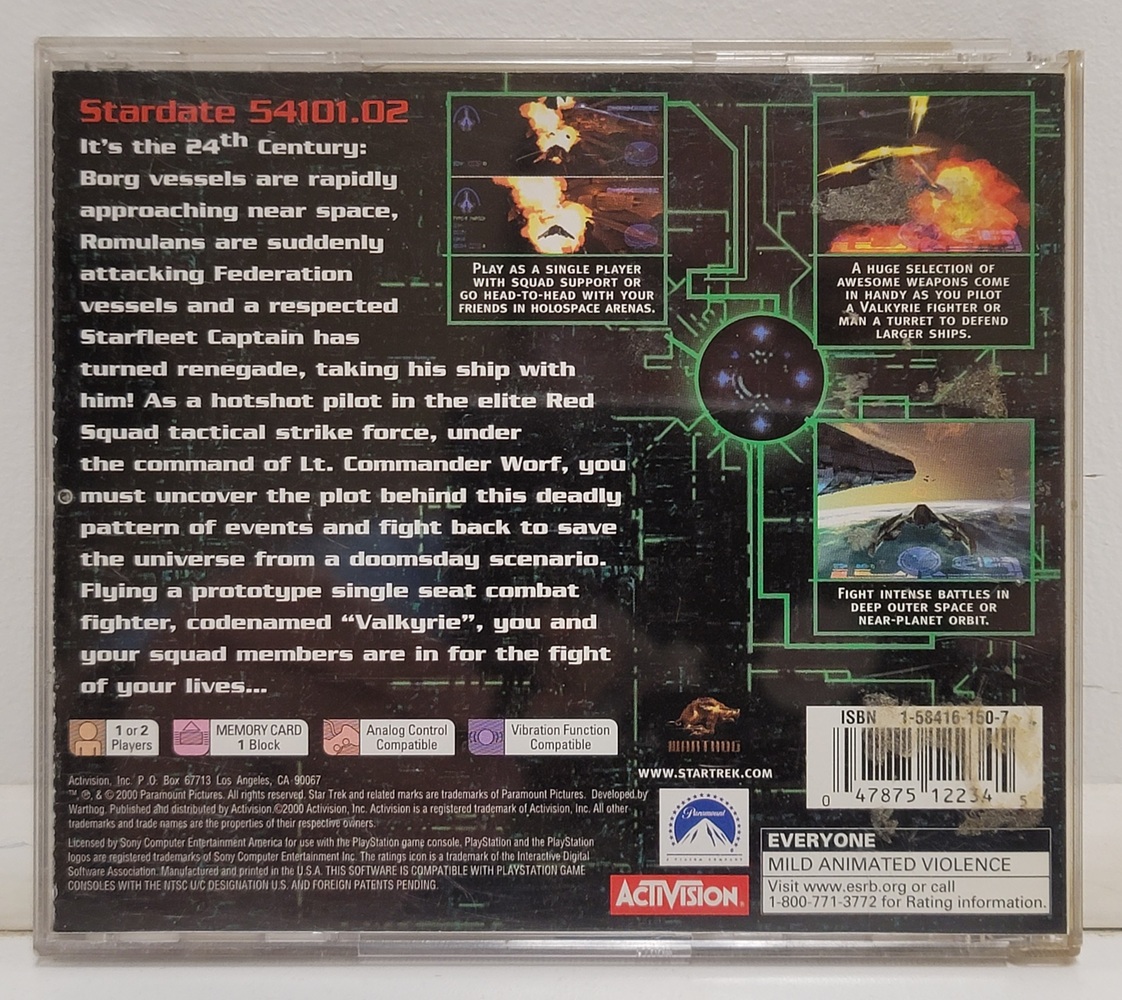 Stardate 54101.02
It's the 24th Century:
Borg vessels are rapidly
approaching near space,
Romulans are suddenly
attacking Federation
vessels and a respected
Starfleet Captain has
turned renegade, taking his ship with
him! As a hotshot pilot in the elite Red
Squad tactical strike force, under
the command of Lt. Commander Worf, you
must uncover the plot behind this deadly
pattern of events and fight back to save
the universe from a doomsday scenario.
Flying a prototype single seat combat
fighter, codenamed “Valkyrie”, you and
your squad members are in for the fight
of your lives...
PLAY AS A SINGLE PLAYER
WITH SQUAD SUPPORT OR
GO HEAD-TO-HEAD WITH YOUR
FRIENDS IN HOLOSPACE ARENAS.
A HUGE SELECTION OF
AWESOME WEAPONS COME
IN HANDY AS YOU PILOT
A VALKYRIE FIGHTER OR
MAN A TURRET TO DEFEND
LARGER SHIPS.
FIGHT INTENSE BATTLES IN
DEEP OUTER SPACE OR
NEAR-PLANET ORBIT.
1 or 2
Players
MEMORY CARD
1 Block
Analog Control
Compatible
Vibration Function
Compatible
WARTHOG
WWW.STARTREK.COM
ISBN 1-58416-150-7
0 47875 12234 5
Activision, Inc. P.O. Box 67713 Los Angeles, CA 90067
™, ®, & © 2000 Paramount Pictures. All rights reserved. Star Trek and related marks are trademarks of Paramount Pictures. Developed by
Warthog. Published and distributed by Activision. ©2000 Activision, Inc. Activision is a registered trademark of Activision, Inc. All other
trademarks and trade names are the properties of their respective owners.
Licensed by Sony Computer Entertainment America for use with the PlayStation game console. PlayStation and the PlayStation
logos are registered trademarks of Sony Computer Entertainment Inc. The ratings icon is a trademark of the Interactive Digital
Software Association. Manufactured and printed in the U.S.A. THIS SOFTWARE IS COMPATIBLE WITH PLAYSTATION GAME
CONSOLES WITH THE NTSC U/C DESIGNATION U.S. AND FOREIGN PATENTS PENDING.
Paramount
ACTIVISION
EVERYONE
MILD ANIMATED VIOLENCE
Visit www.esrb.org or call
1-800-771-3772 for Rating information.